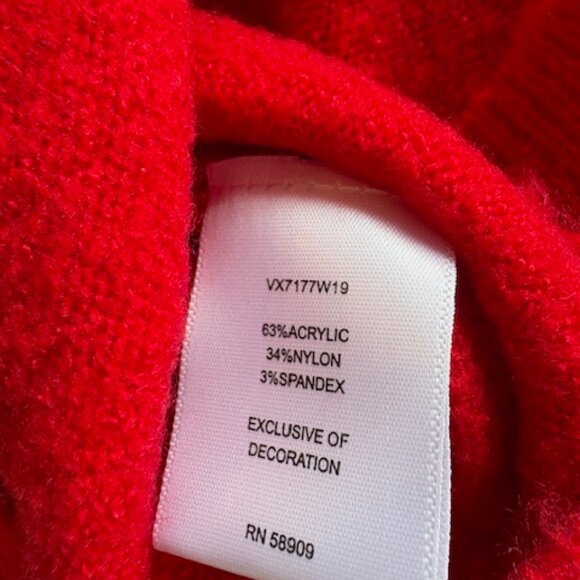 VX7177W19
63%ACRYLIC
34%NYLON
3%SPANDEX
EXCLUSIVE OF
DECORATION
RN 58909